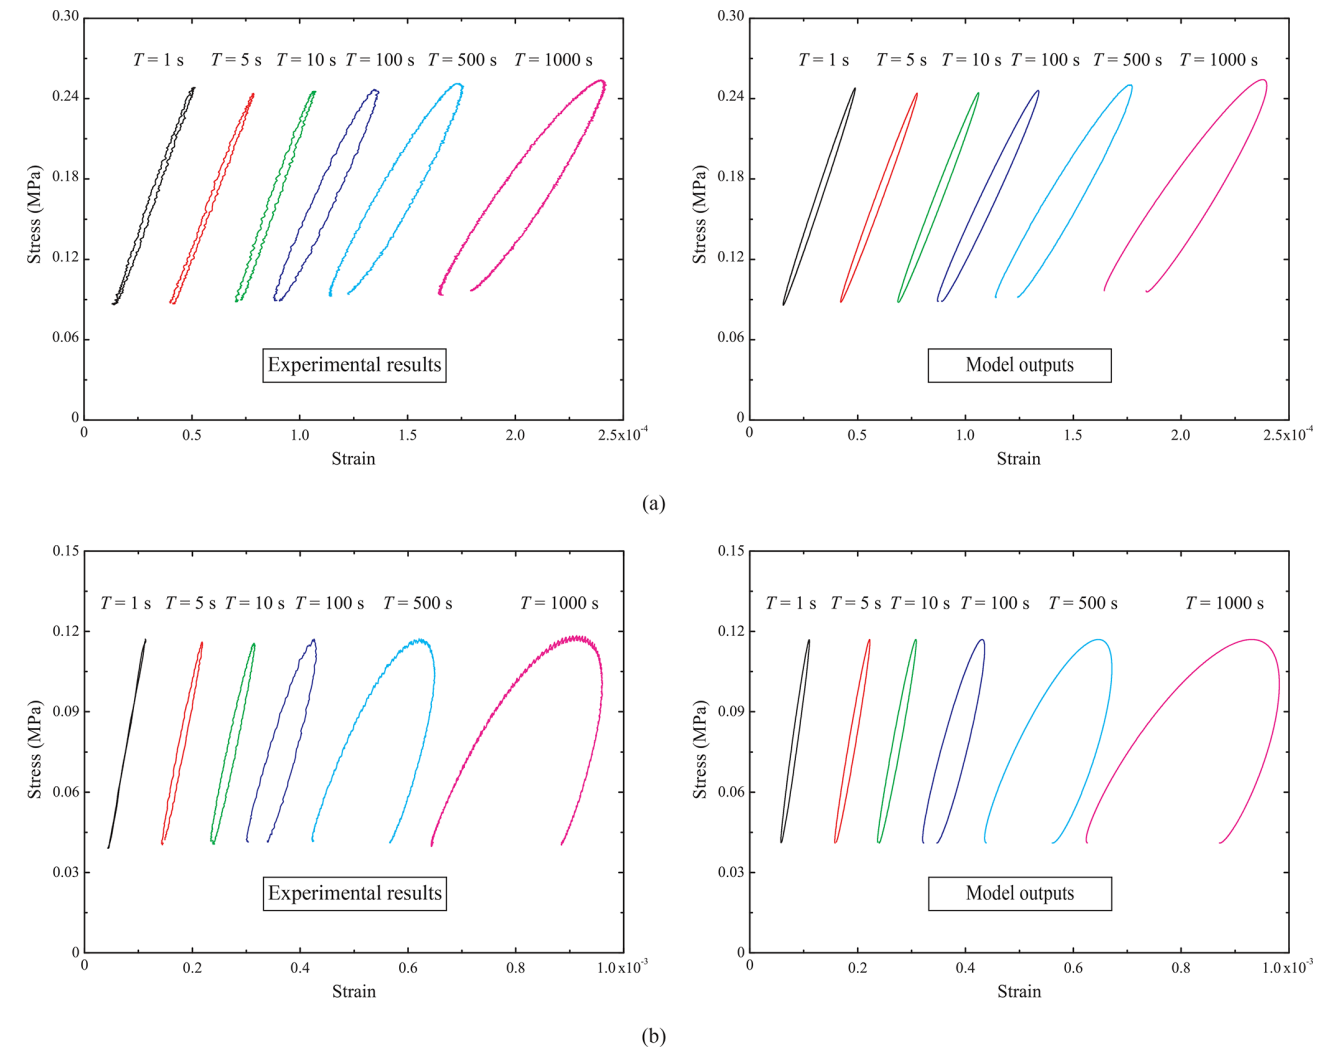 0.30
T = 1 s T = 5 s T = 10 s T = 100 s T = 500 s T = 1000 s
0.24
0.18
Stress (MPa)
0.12
0.06
Experimental results
0
0 0.5 1.0 1.5 2.0 2.5x10-4
Strain
0.30
T = 1 s T = 5 s T = 10 s T = 100 s T = 500 s T = 1000 s
0.24
0.18
Stress (MPa)
0.12
0.06
Model outputs
0
0 0.5 1.0 1.5 2.0 2.5x10-4
Strain
(a)
0.15
T = 1 s T = 5 s T = 10 s T = 100 s T = 500 s T = 1000 s
0.12
0.09
Stress (MPa)
0.06
0.03
Experimental results
0
0 0.2 0.4 0.6 0.8 1.0x10-3
Strain
0.15
T = 1 s T = 5 s T = 10 s T = 100 s T = 500 s T = 1000 s
0.12
0.09
Stress (MPa)
0.06
0.03
Model outputs
0
0 0.2 0.4 0.6 0.8 1.0x10-3
Strain
(b)